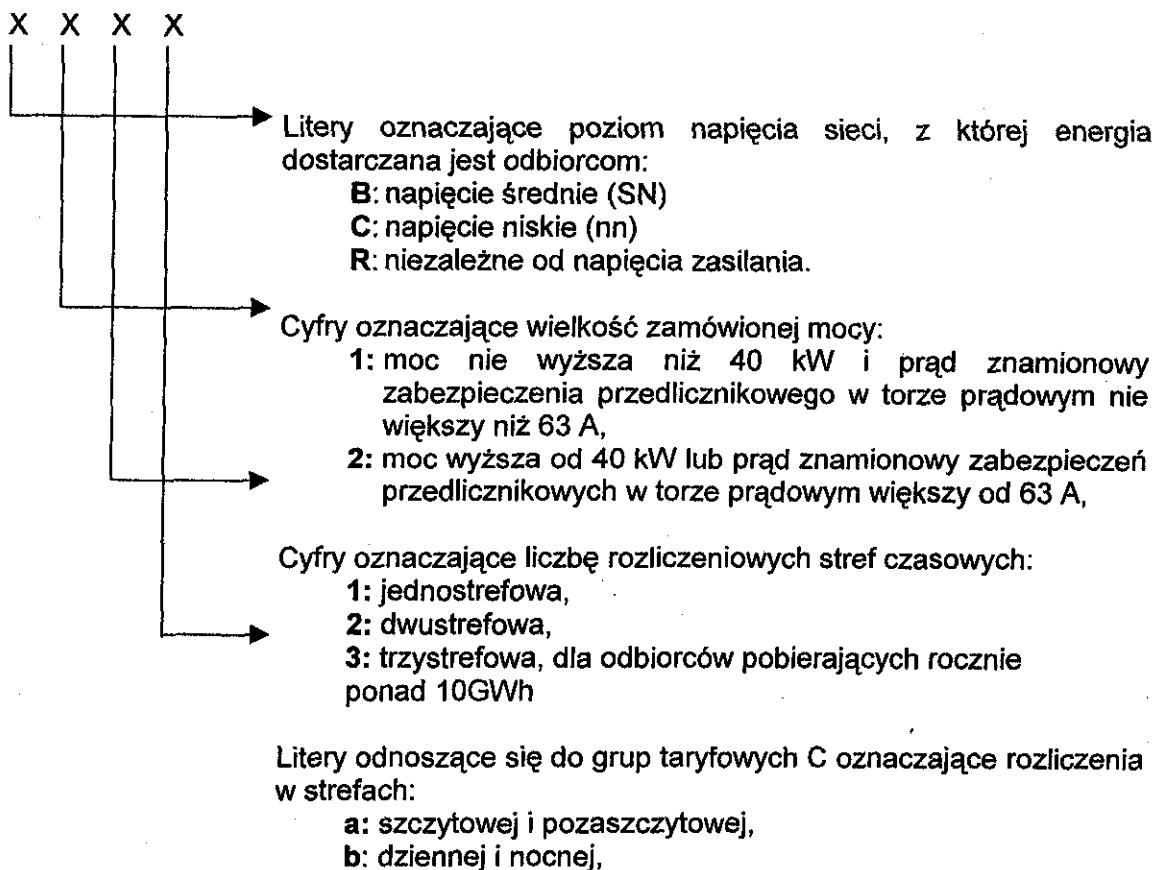 X X X X
Litery oznaczające poziom napięcia sieci, z której energia
dostarczana jest odbiorcom:
B: napięcie średnie (SN)
C: napięcie niskie (nn)
R: niezależne od napięcia zasilania.
Cyfry oznaczające wielkość zamówionej mocy:
1: moc nie wyższa niż 40 kW i prąd znamionowy
zabezpieczenia przedlicznikowego w torze prądowym nie
większy niż 63 A,
2: moc wyższa od 40 kW lub prąd znamionowy zabezpieczeń
przedlicznikowych w torze prądowym większy od 63 A,
Cyfry oznaczające liczbę rozliczeniowych stref czasowych:
1: jednostrefowa,
2: dwustrefowa,
3: trzystrefowa, dla odbiorców pobierających rocznie
ponad 10GWh
Litery odnoszące się do grup taryfowych C oznaczające rozliczenia
w strefach:
a: szczytowej i pozaszczytowej,
b: dziennej i nocnej,